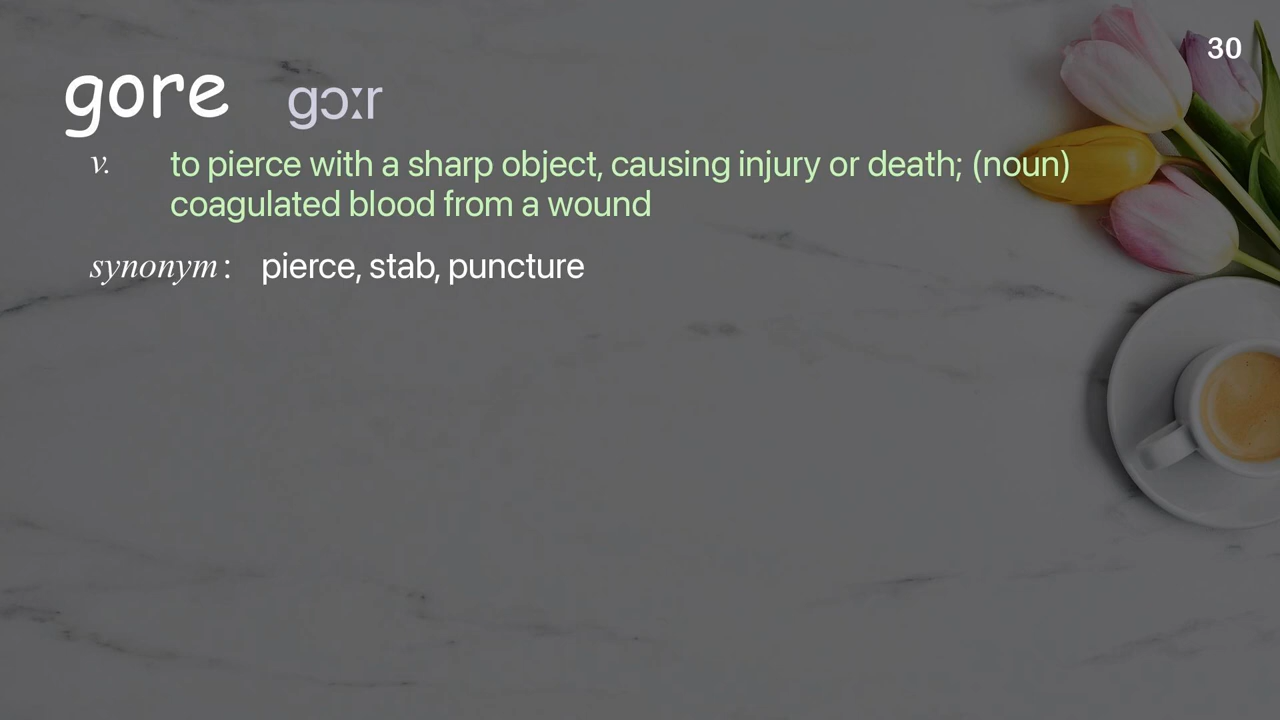 30
gore gɔːr
v. to pierce with a sharp object, causing injury or death; (noun)
coagulated blood from a wound
synonym: pierce, stab, puncture